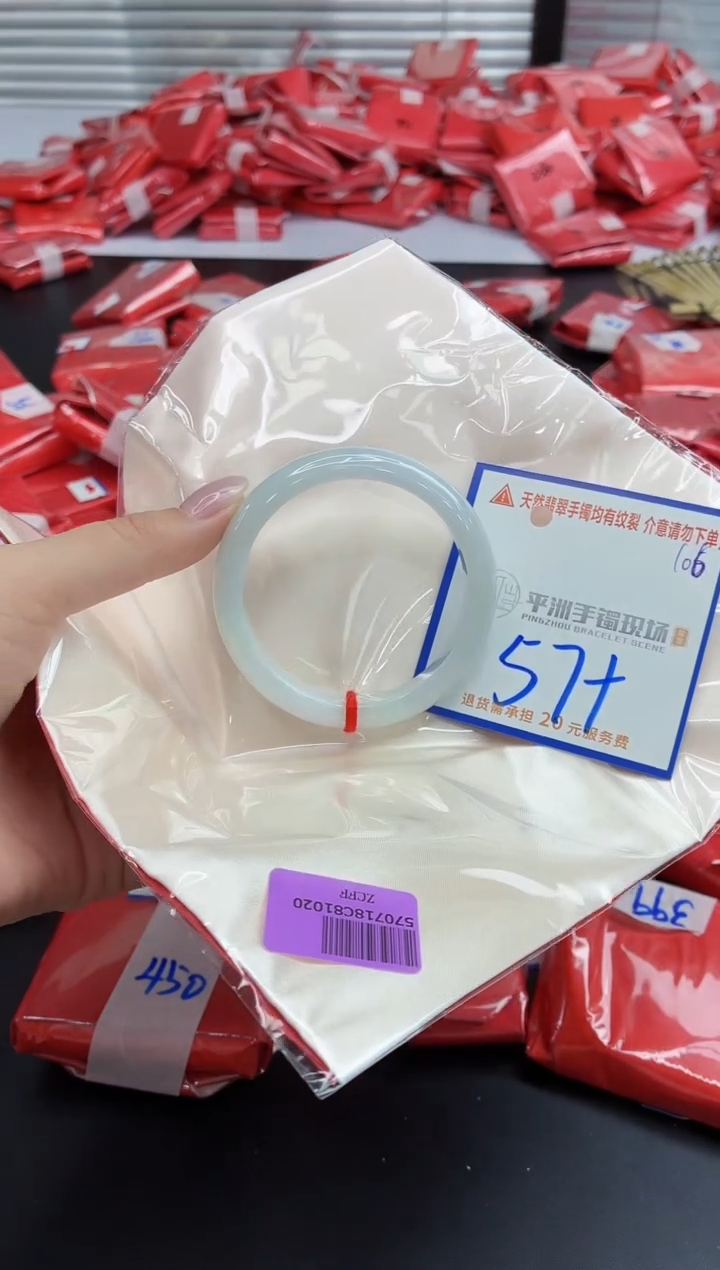 天然翡翠手镯均有纹裂 介意请勿下单
106
平洲手镯现场
PINGZHOU BRACELET SCENE
57+
退货需承担 20 元服务费
570718C81020
ZCFF
399
450